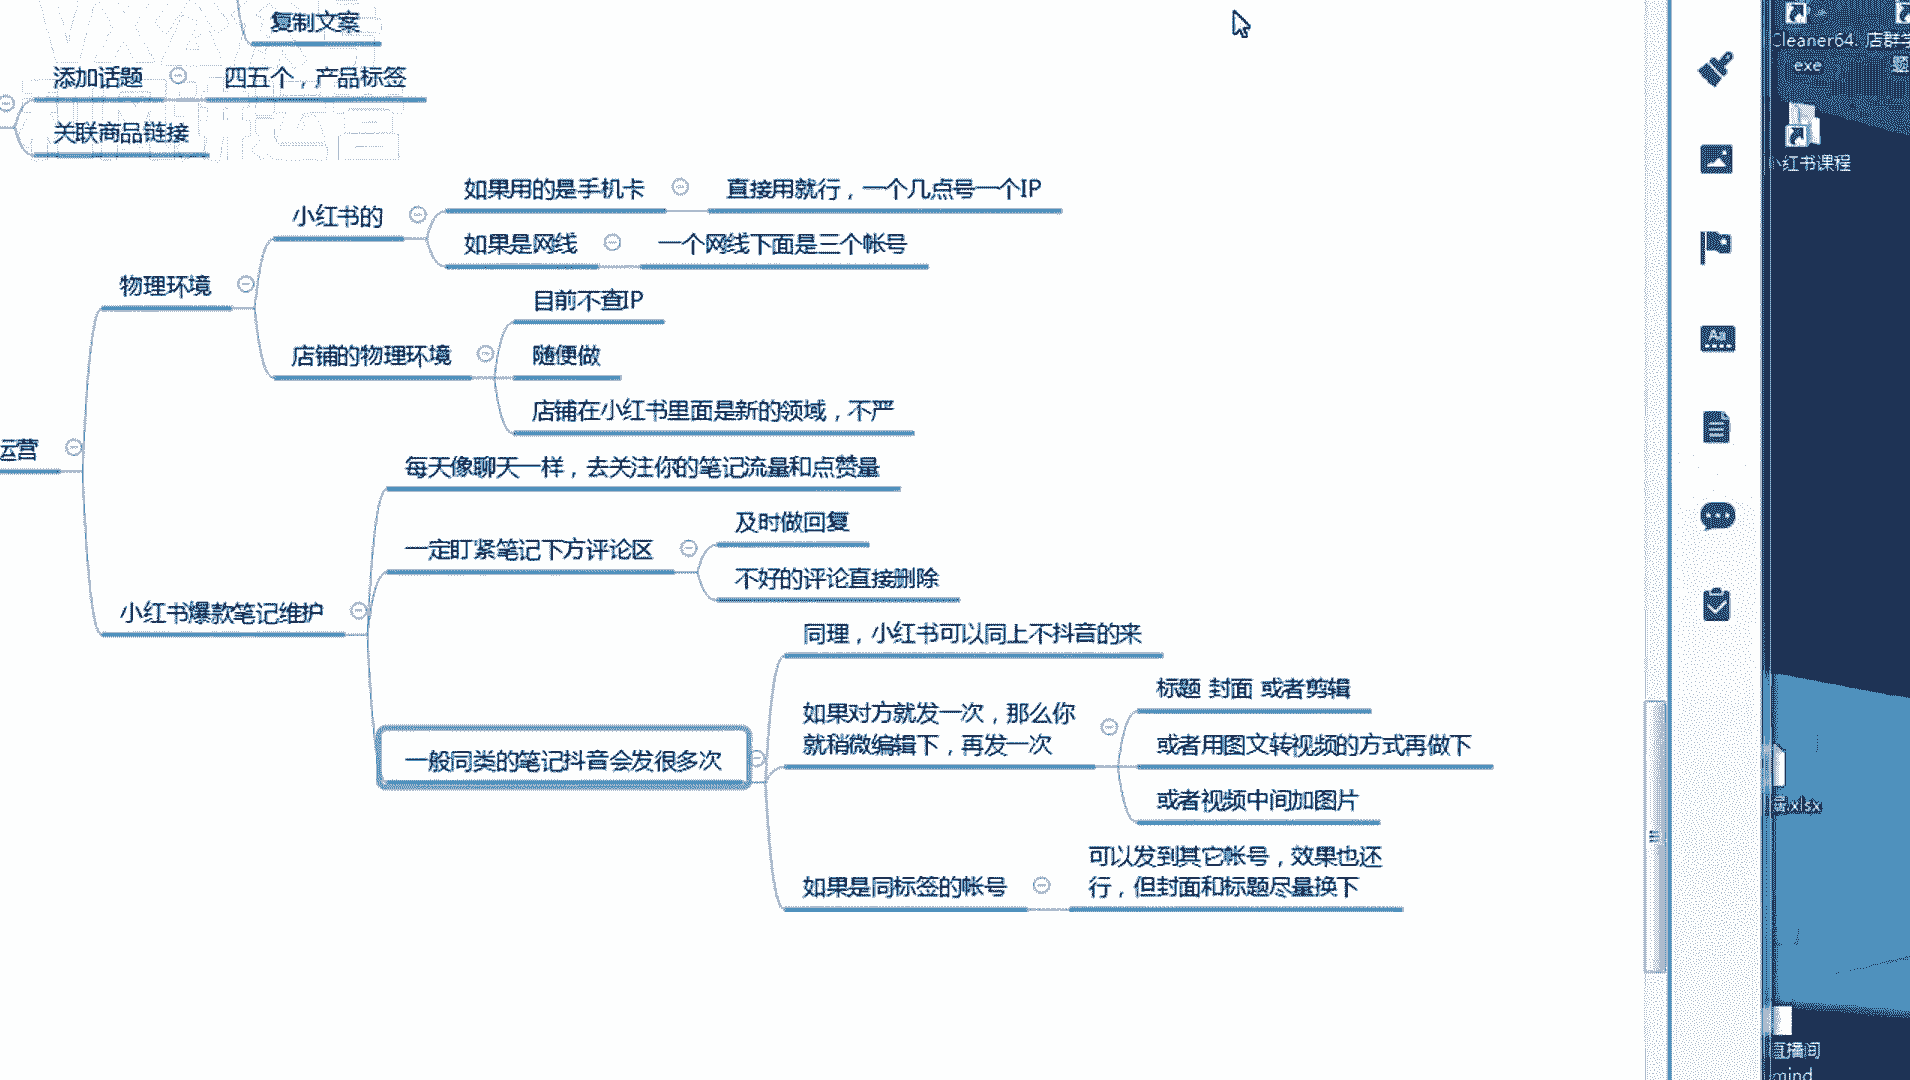 复制文案
添加话题
四五个，产品标签
关联商品链接
如果用的是手机卡
直接用就行，一个几点号一个IP
小红书的
如果是网线
一个网线下面是三个帐号
物理环境
目前不查IP
店铺的物理环境
随便做
店铺在小红书里面是新的领域，不严
运营
每天像聊天一样，去关注你的笔记流量和点赞量
及时做回复
一定盯紧笔记下方评论区
不好的评论直接删除
小红书爆款笔记维护
同理，小红书可以同上不抖音的来
标题 封面 或者剪辑
如果对方就发一次，那么你
就稍微编辑下，再发一次
或者用图文转视频的方式再做下
一般同类的笔记抖音会发很多次
或者视频中间加图片
可以发到其它帐号，效果也还
行，但封面和标题尽量换下
如果是同标签的帐号
Cleaner64.
exe
店群学
题
小红书课程
.xlsx
直播间
mind